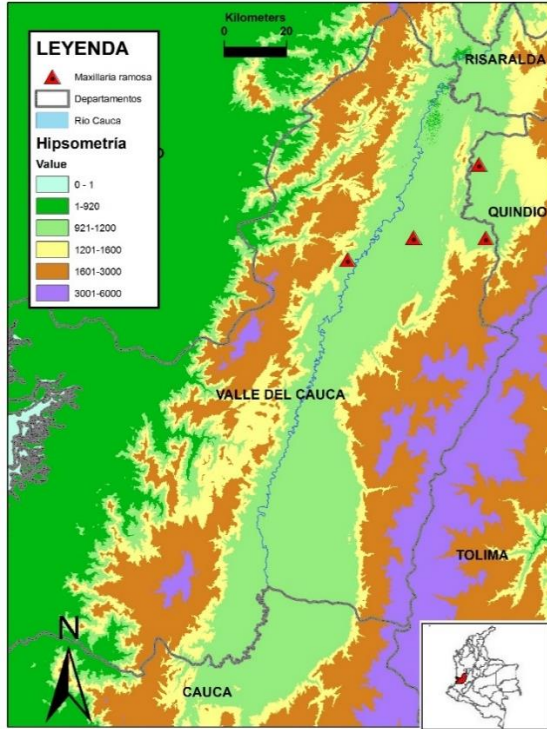 Kilometers
0 20
LEYENDA
Maxillaria ramosa
Departamentos
Rio Cauca
Hipsometría
Value
0 - 1
1-920
921-1200
1201-1600
1601-3000
3001-6000
RISARALDA
QUINDIO
VALLE DEL CAUCA
TOLIMA
N
CAUCA